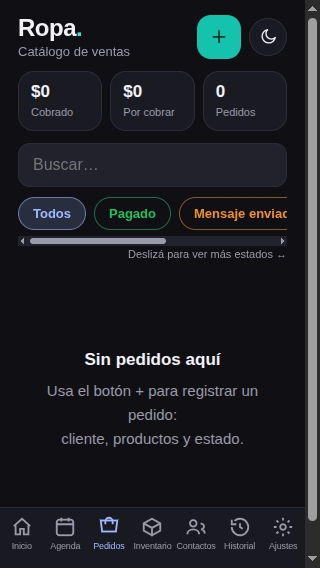 Ropa.
Catálogo de ventas
$0
Cobrado
$0
Por cobrar
0
Pedidos
Buscar…
Todos
Pagado
Mensaje enviad
Deslizá para ver más estados ↔
Sin pedidos aquí
Usa el botón + para registrar un
pedido:
cliente, productos y estado.
Inicio
Agenda
Pedidos
Inventario
Contactos
Historial
Ajustes